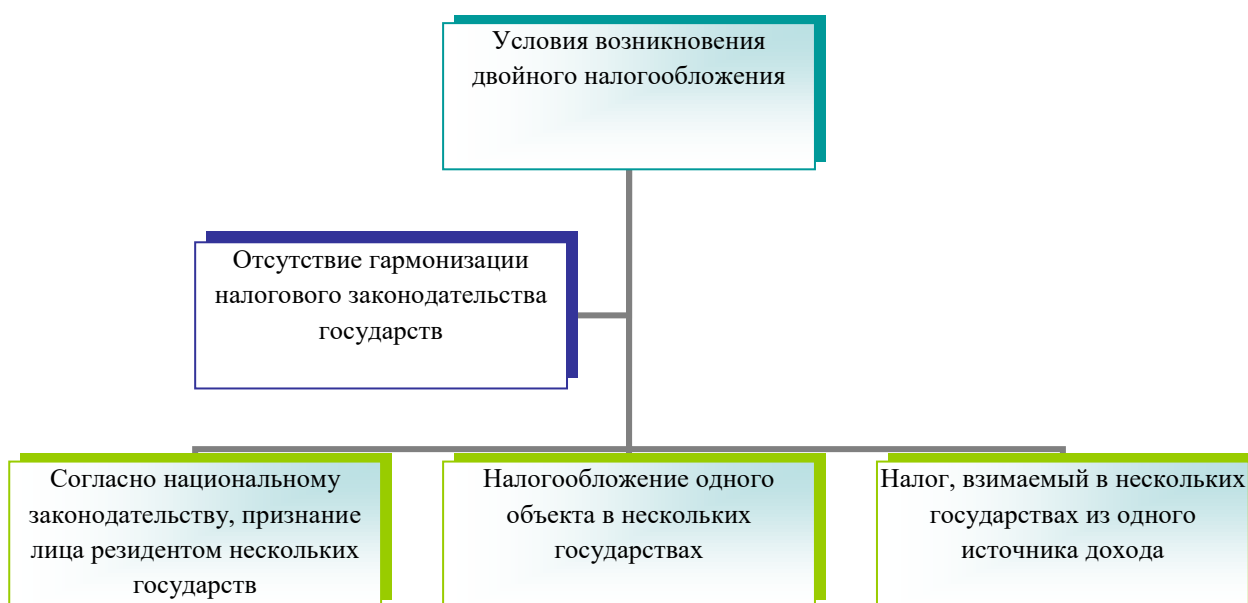 Условия возникновения
двойного налогообложения
Отсутствие гармонизации
налогового законодательства
государств
Согласно национальному
законодательству, признание
лица резидентом нескольких
государств
Налогообложение одного
объекта в нескольких
государствах
Налог, взимаемый в нескольких
государствах из одного
источника дохода